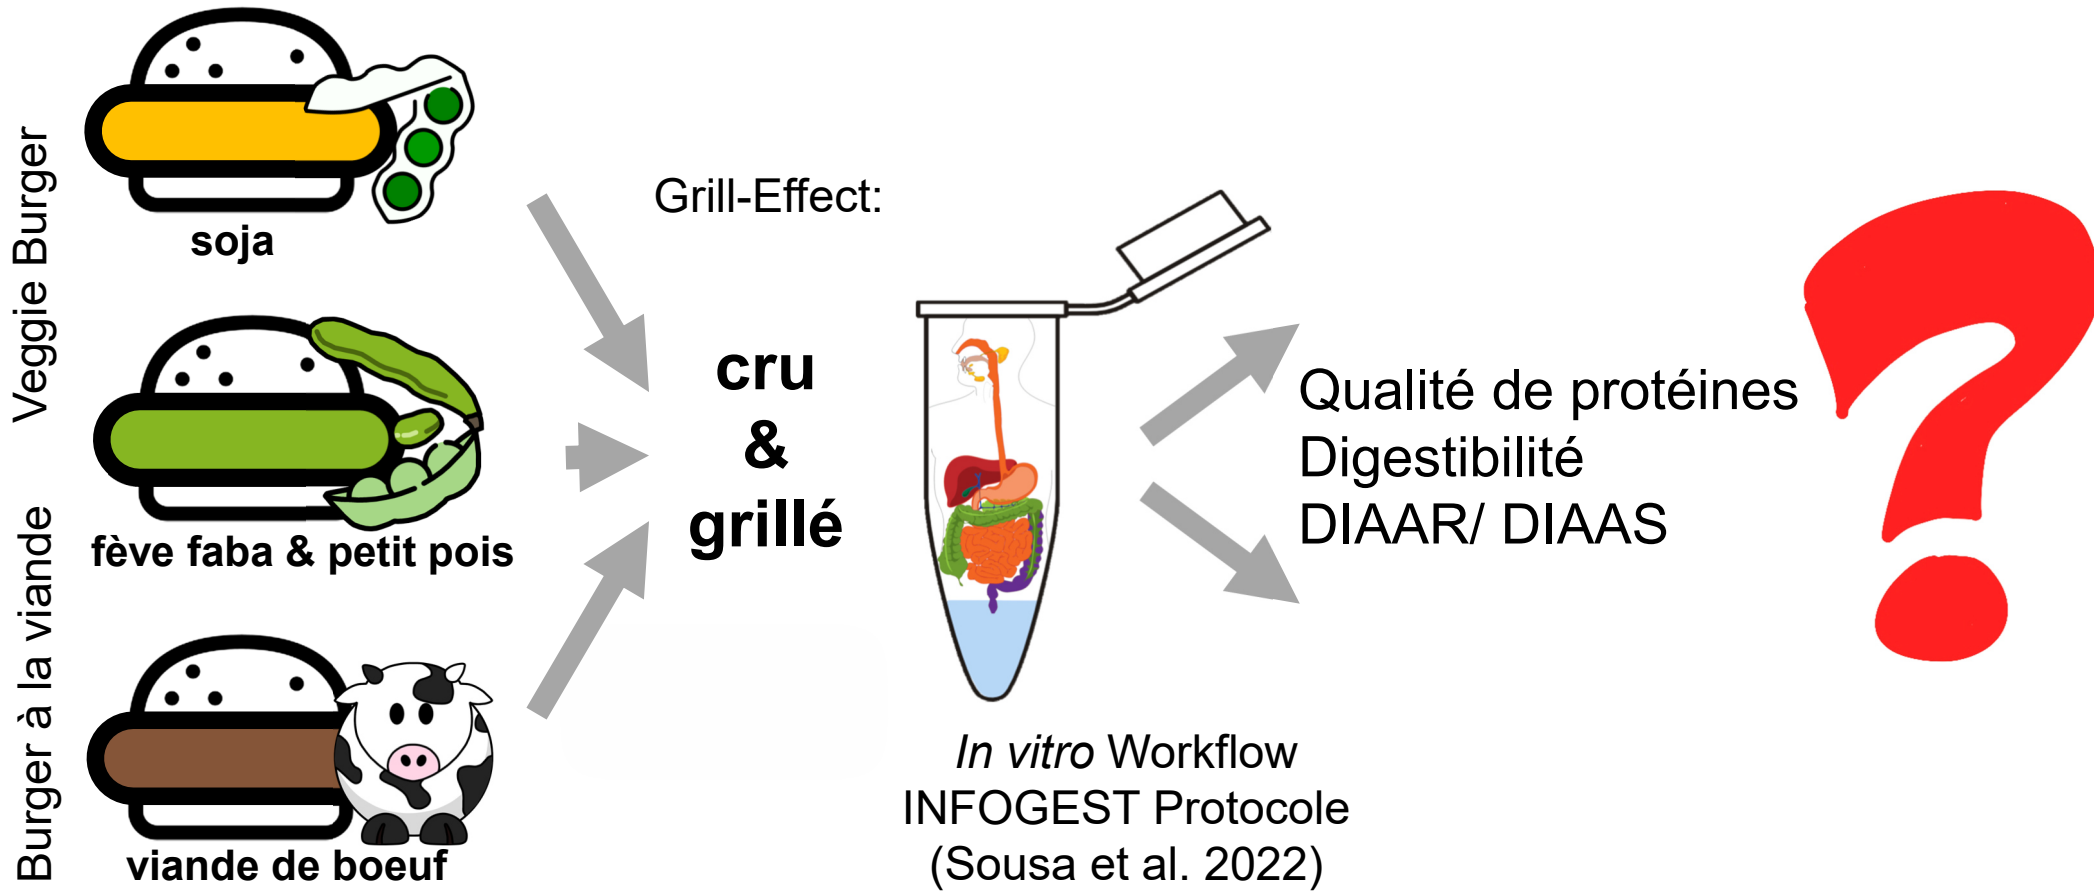 Veggie Burger
soja
fève faba & petit pois
Burger à la viande
viande de boeuf
Grill-Effect:
cru
&
grillé
In vitro Workflow
INFOGEST Protocole
(Sousa et al. 2022)
Qualité de protéines
Digestibilité
DIAAR/ DIAAS
?